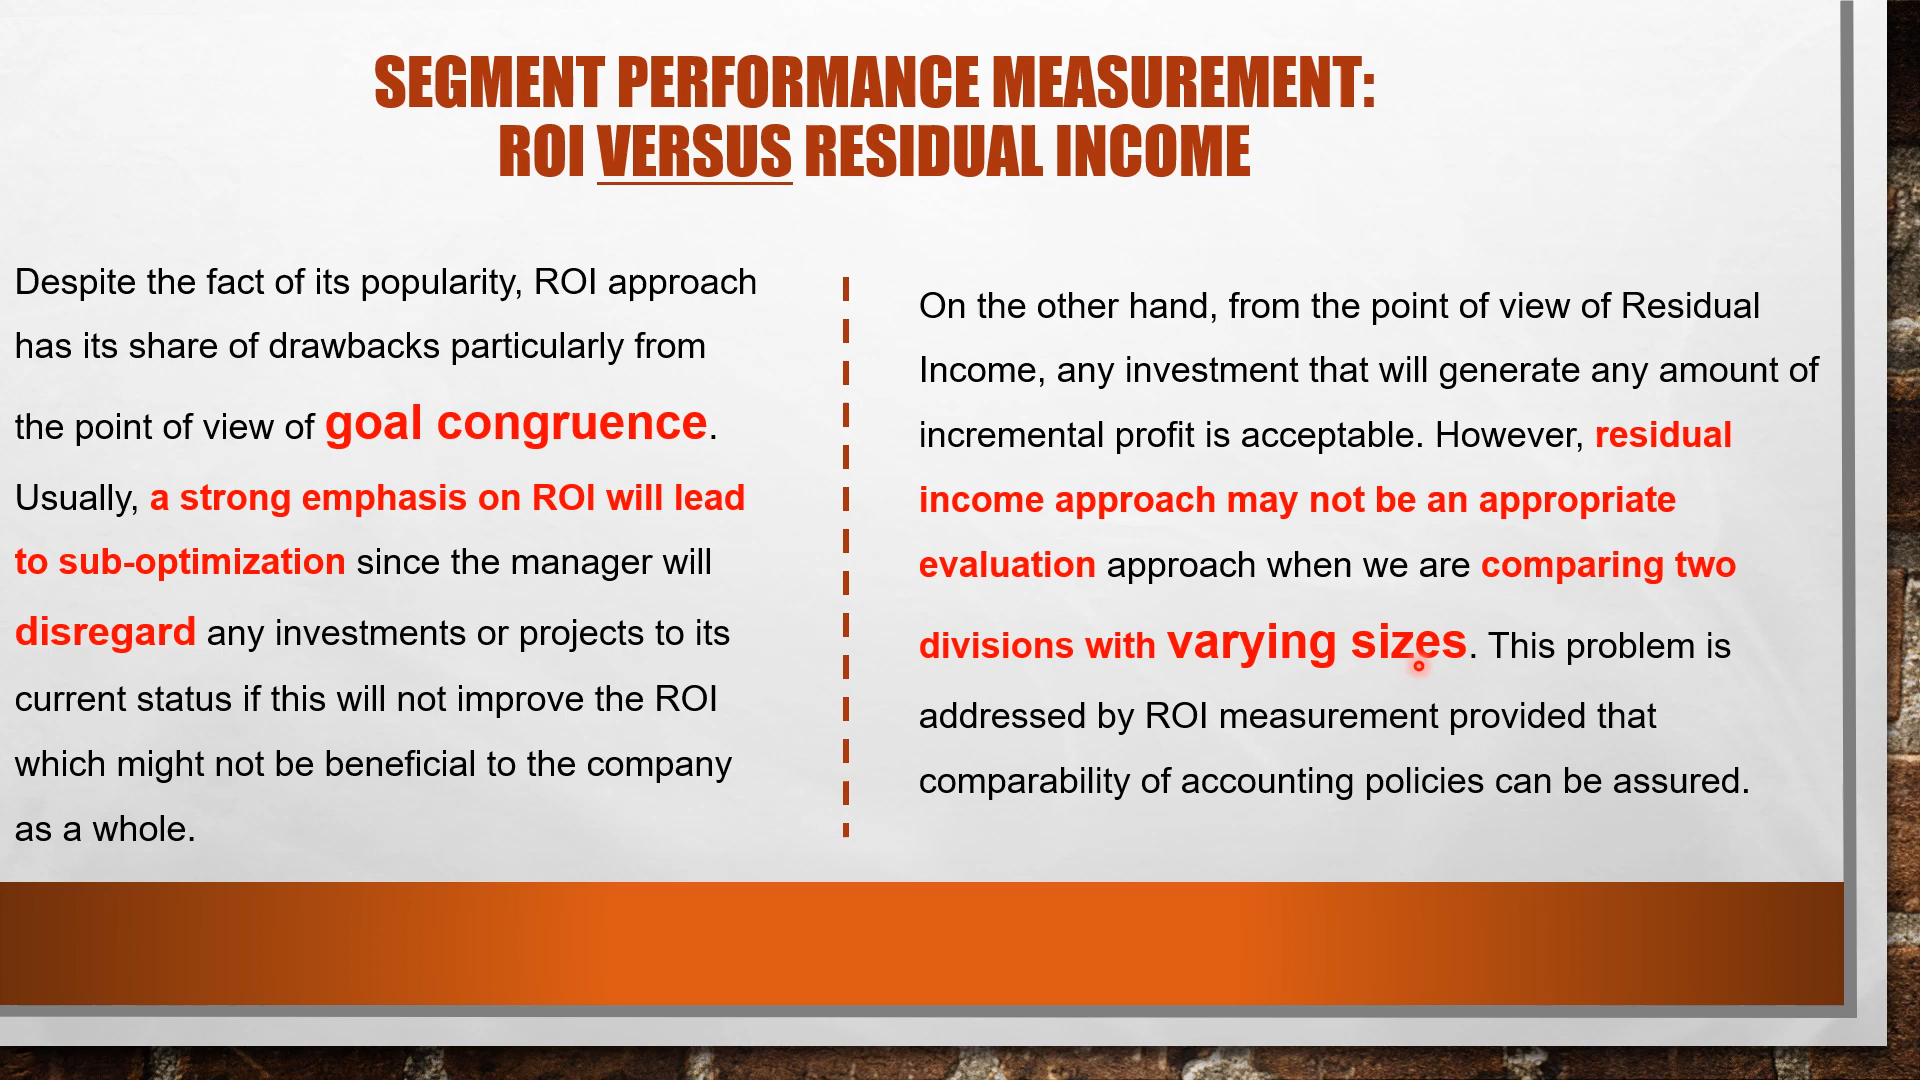 SEGMENT PERFORMANCE MEASUREMENT:
ROI VERSUS RESIDUAL INCOME
Despite the fact of its popularity, ROI approach
has its share of drawbacks particularly from
the point of view of goal congruence.
Usually, a strong emphasis on ROI will lead
to sub-optimization since the manager will
disregard any investments or projects to its
current status if this will not improve the ROI
which might not be beneficial to the company
as a whole.
On the other hand, from the point of view of Residual
Income, any investment that will generate any amount of
incremental profit is acceptable. However, residual
income approach may not be an appropriate
evaluation approach when we are comparing two
divisions with varying sizes. This problem is
addressed by ROI measurement provided that
comparability of accounting policies can be assured.